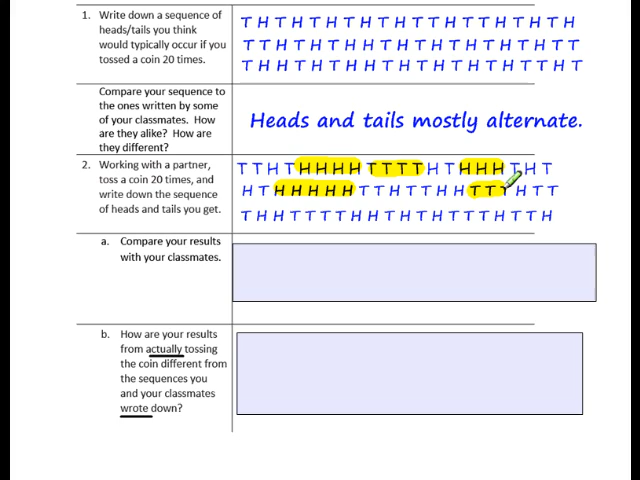 1. Write down a sequence of
heads/tails you think
would typically occur if you
tossed a coin 20 times.
T H T H T H T H T H T T H T T H T H T H
T T H T H T H H T H T H T H T H T H T T
T H H T H T H H T H T H T H T H T T H T
Compare your sequence to
the ones written by some
of your classmates. How
are they alike? How are
they different?
Heads and tails mostly alternate.
2. Working with a partner,
toss a coin 20 times, and
write down the sequence
of heads and tails you get.
T T H T H H H H T T T T H T H H H T H T
H T H H H H H T T H T T H H T T T H T T
T H H T T T T H H T H T H T T T H T T H
a. Compare your results
with your classmates.
b. How are your results
from actually tossing
the coin different from
the sequences you
and your classmates
wrote down?